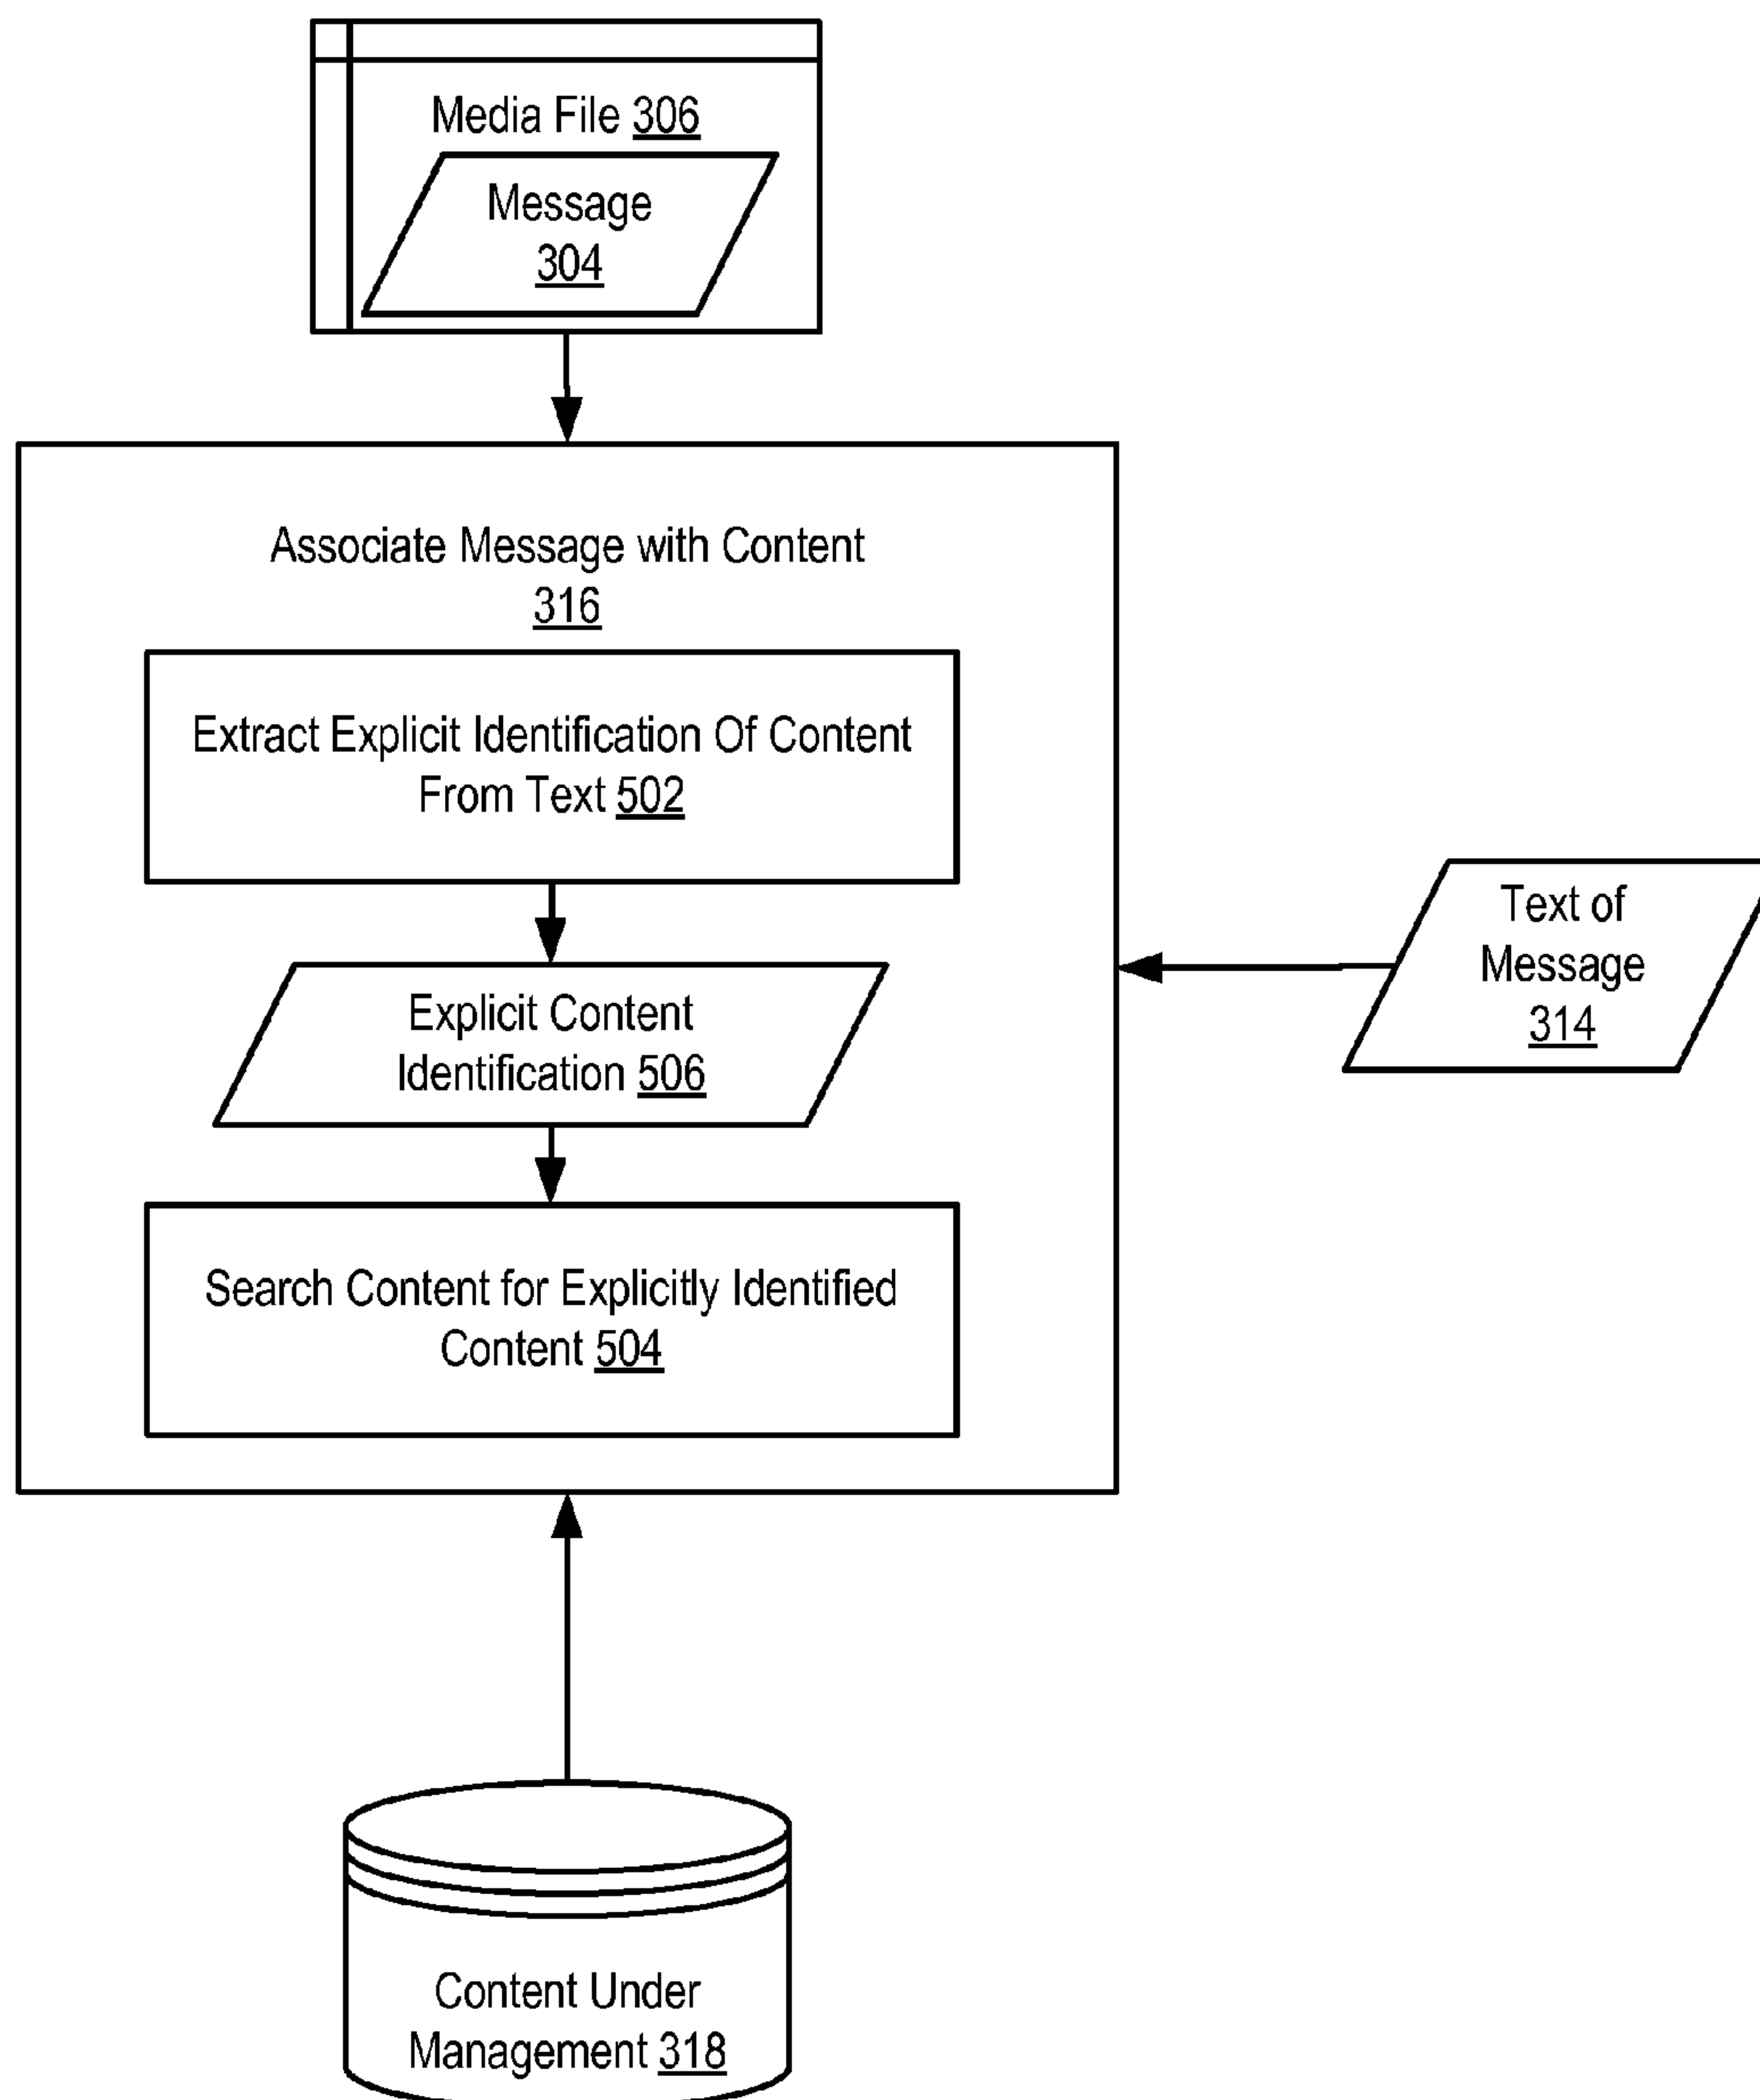 Media File 306
Message
304
Associate Message with Content
316
Extract Explicit Identification Of Content
From Text 502
Explicit Content
Identification 506
Search Content for Explicitly Identified
Content 504
Text of
Message
314
Content Under
Management 318